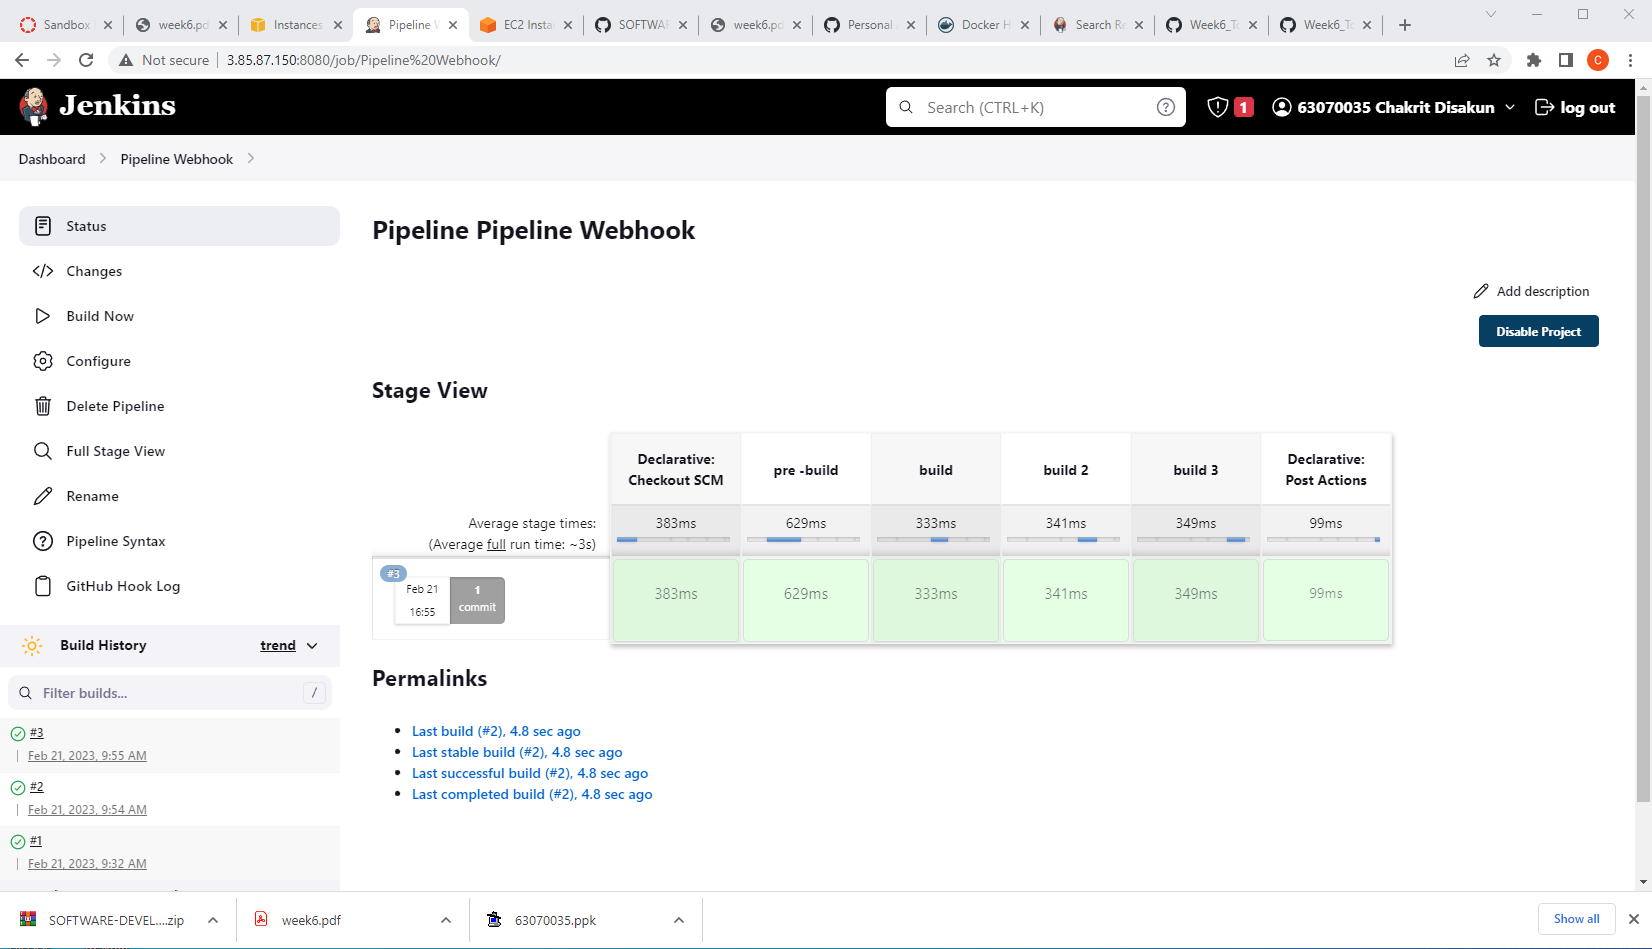 Sandbox
week6.pd
Instances
Pipeline W
EC2 Insta
SOFTWAR
week6.pd
Personal
Docker H
Search Re
Week6_To
Week6_To
Not secure
3.85.87.150:8080/job/Pipeline%20Webhook/
C
Jenkins
Search (CTRL+K)
1
63070035 Chakrit Disakun
log out
Dashboard
Pipeline Webhook
Status
Changes
Build Now
Configure
Delete Pipeline
Full Stage View
Rename
Pipeline Syntax
GitHub Hook Log
Build History
trend
Filter builds...
/
#3
Feb 21, 2023, 9:55 AM
#2
Feb 21, 2023, 9:54 AM
#1
Feb 21, 2023, 9:32 AM
Pipeline Pipeline Webhook
Add description
Disable Project
Stage View
Declarative: Checkout SCM
pre -build
build
build 2
build 3
Declarative: Post Actions
Average stage times:
(Average full run time: ~3s)
383ms
629ms
333ms
341ms
349ms
99ms
#3
Feb 21
16:55
1
commit
383ms
629ms
333ms
341ms
349ms
99ms
Permalinks
Last build (#2), 4.8 sec ago
Last stable build (#2), 4.8 sec ago
Last successful build (#2), 4.8 sec ago
Last completed build (#2), 4.8 sec ago
SOFTWARE-DEVEL....zip
week6.pdf
63070035.ppk
Show all